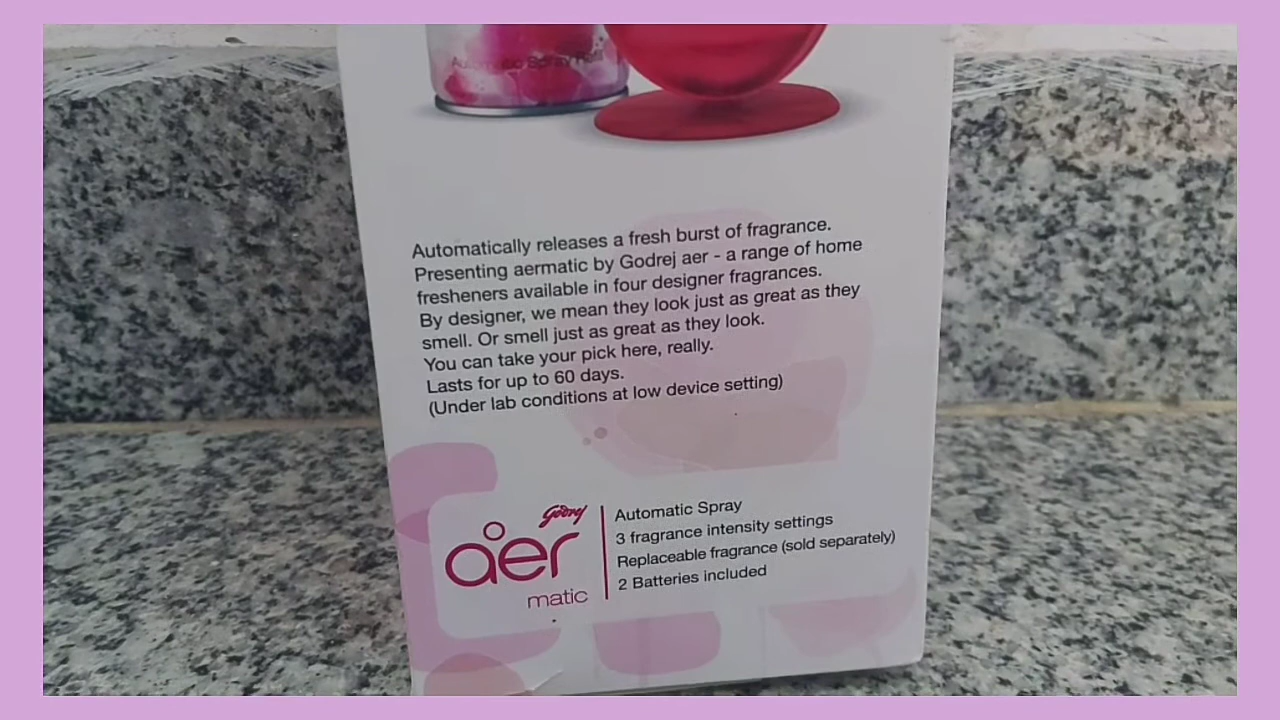 Automatic Spray Refill
Automatically releases a fresh burst of fragrance.
Presenting aermatic by Godrej aer - a range of home
fresheners available in four designer fragrances.
By designer, we mean they look just as great as they
smell. Or smell just as great as they look.
You can take your pick here, really.
Lasts for up to 60 days.
(Under lab conditions at low device setting)
Godrej
aer
matic
Automatic Spray
3 fragrance intensity settings
Replaceable fragrance (sold separately)
2 Batteries included